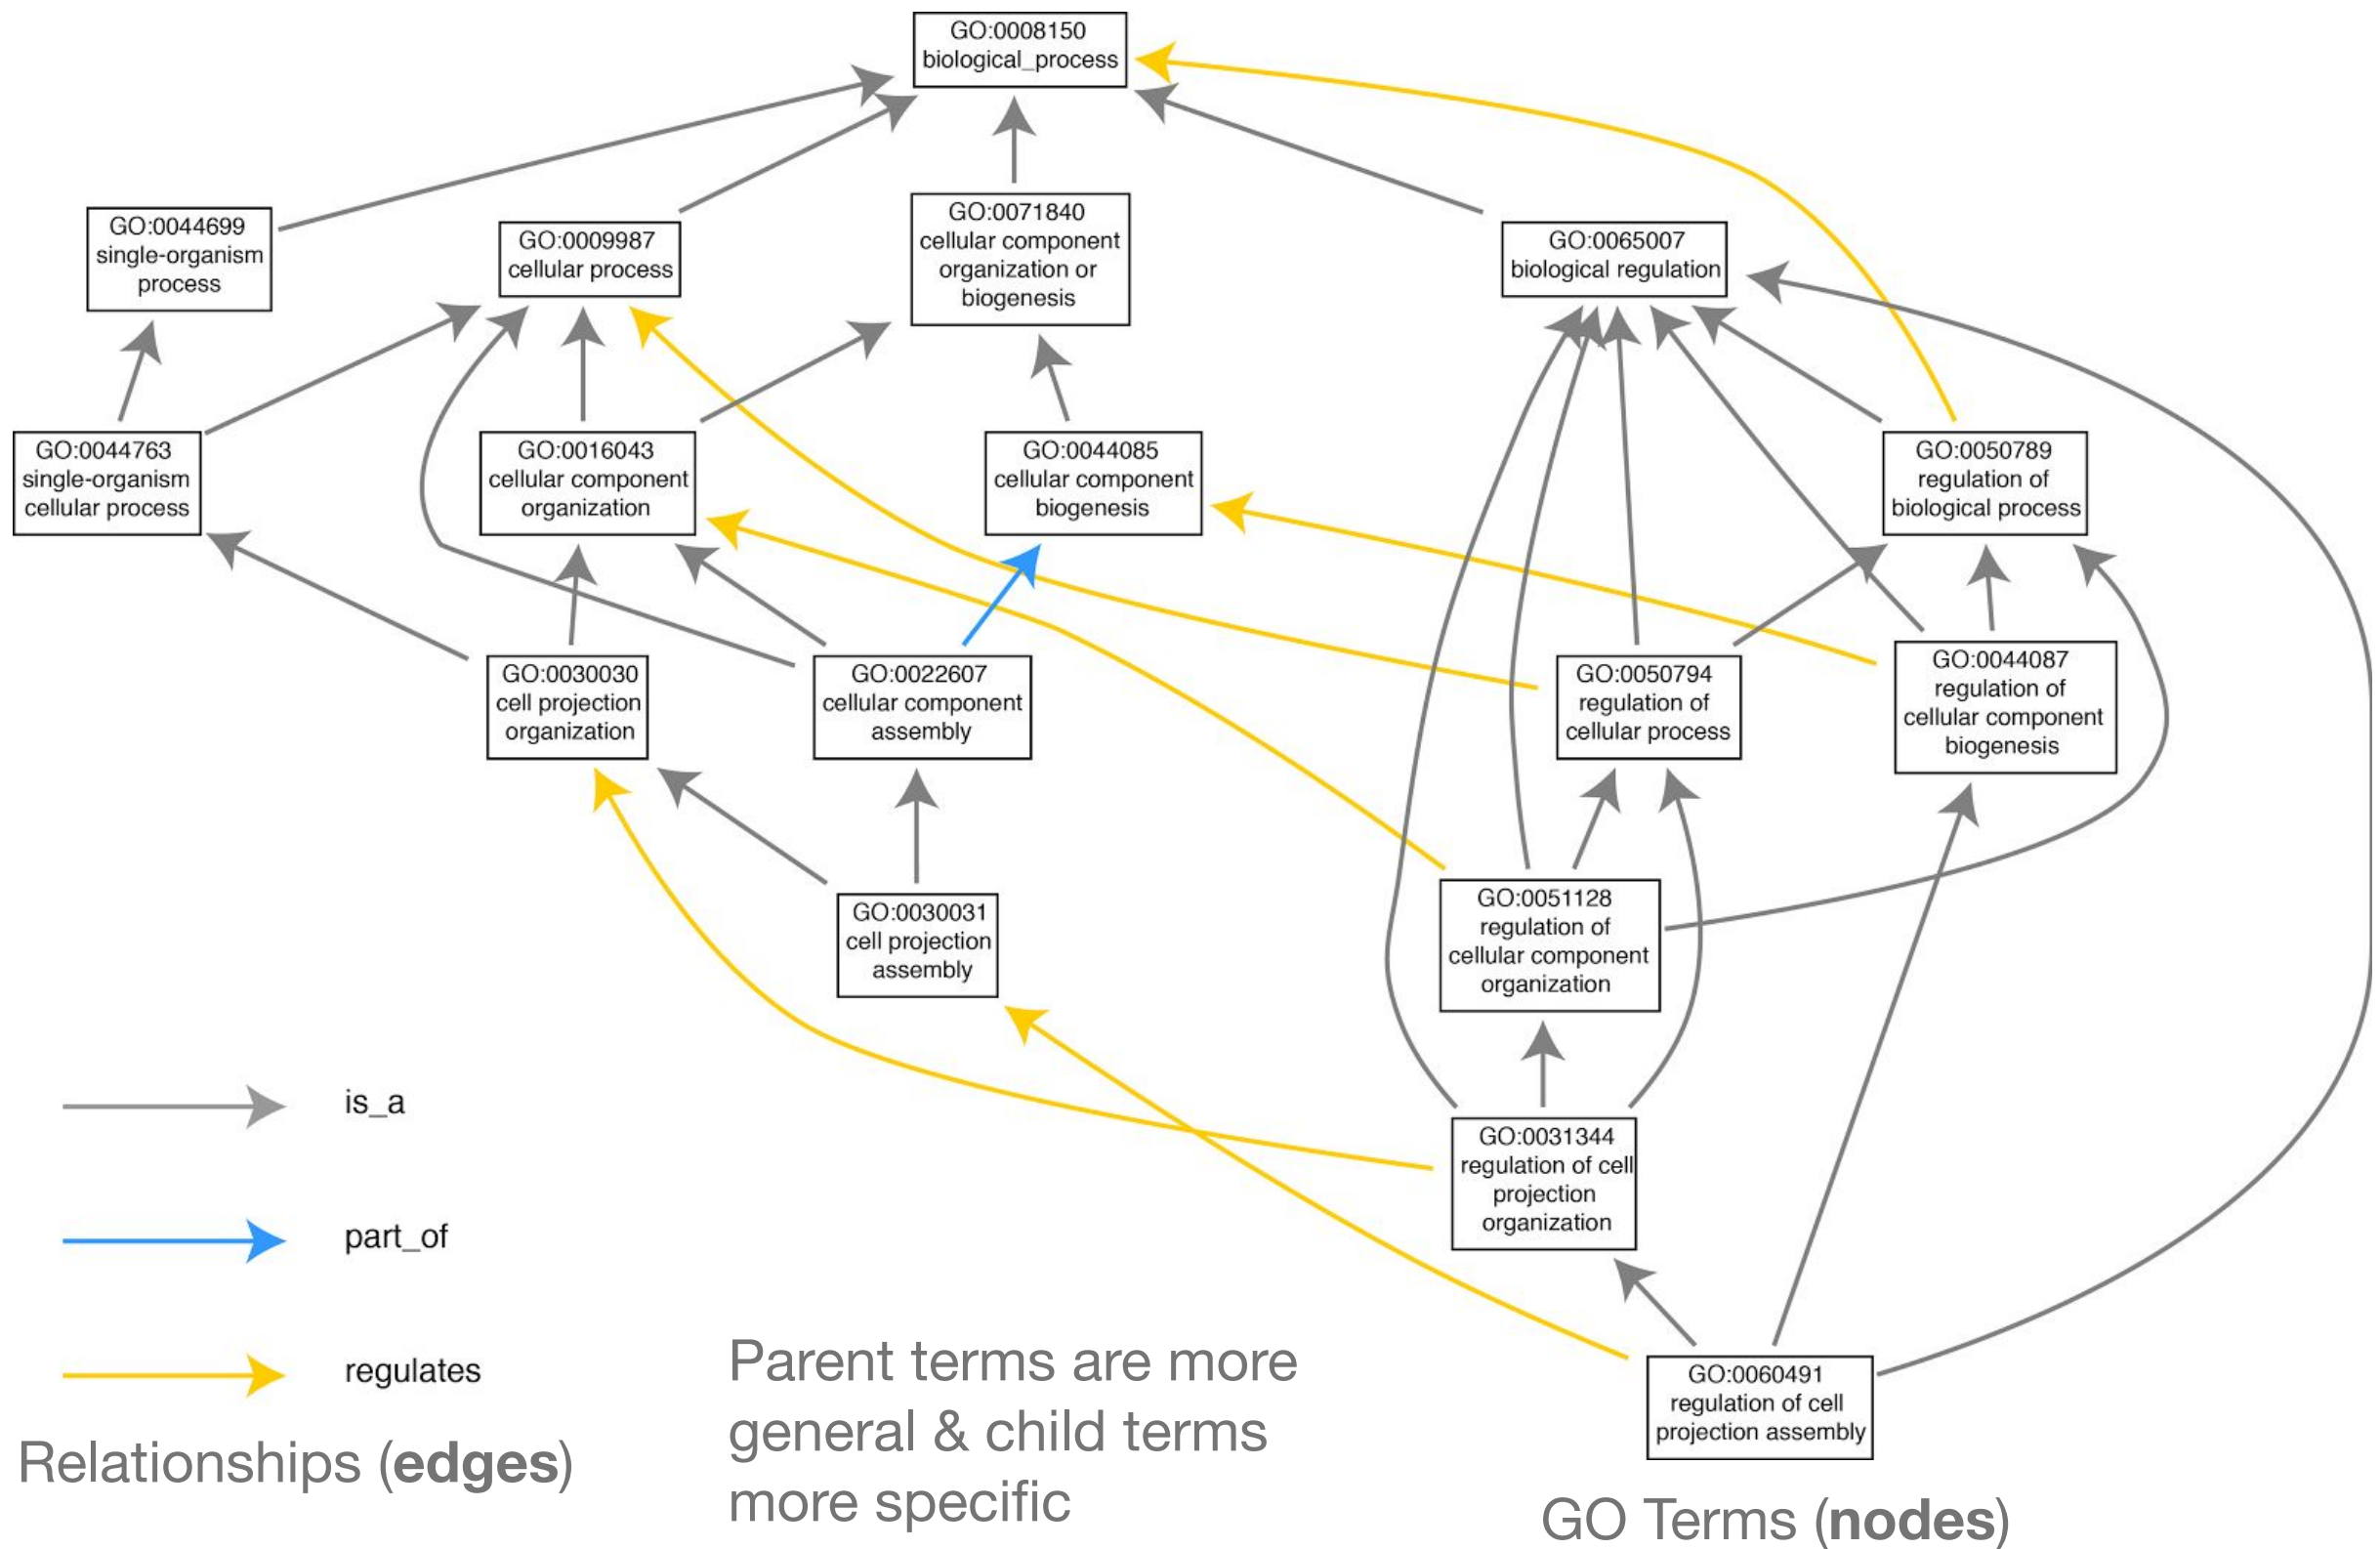 GO:0008150
biological_process
GO:0044699
single-organism
process
GO:0009987
cellular process
GO:0071840
cellular component
organization or
biogenesis
GO:0065007
biological regulation
GO:0044763
single-organism
cellular process
GO:0016043
cellular component
organization
GO:0044085
cellular component
biogenesis
GO:0050789
regulation of
biological process
GO:0030030
cell projection
organization
GO:0022607
cellular component
assembly
GO:0050794
regulation of
cellular process
GO:0044087
regulation of
cellular component
biogenesis
GO:0030031
cell projection
assembly
GO:0051128
regulation of
cellular component
organization
GO:0031344
regulation of cell
projection
organization
GO:0060491
regulation of cell
projection assembly
is_a
part_of
regulates
Relationships (edges)
Parent terms are more
general & child terms
more specific
GO Terms (nodes)